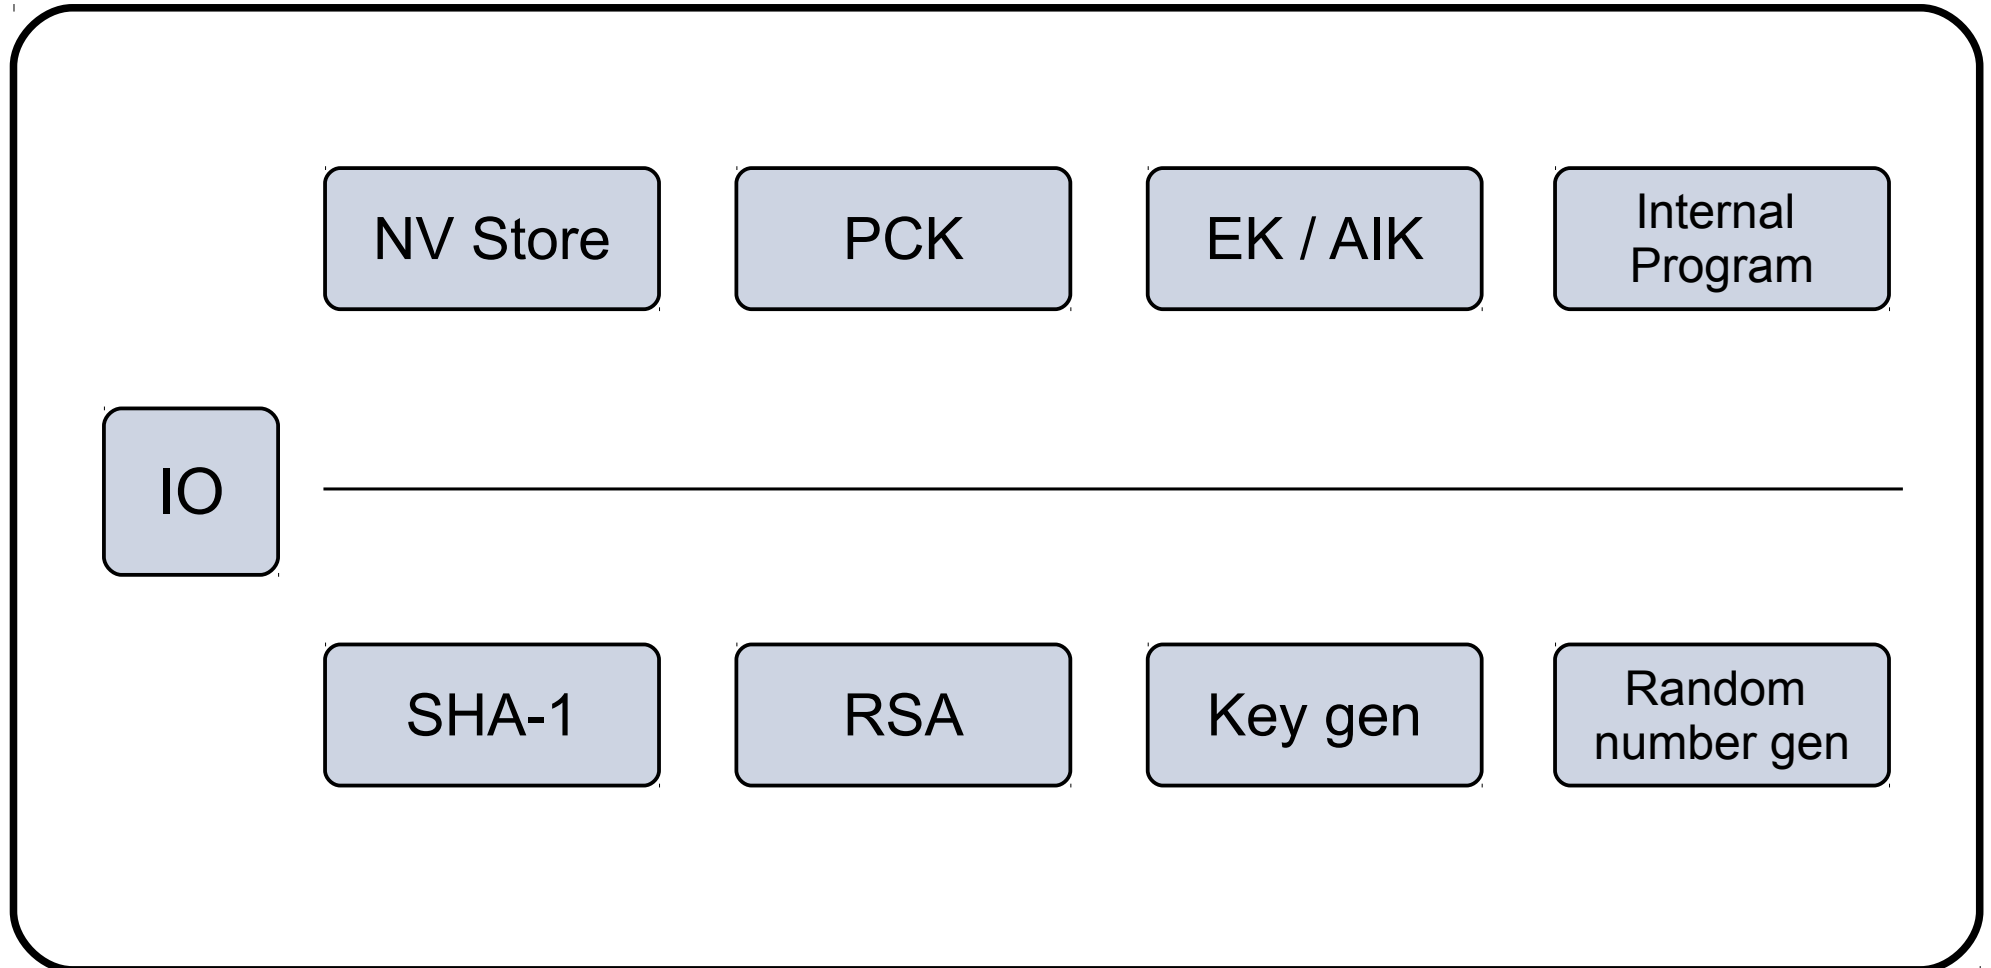 NV Store
PCK
EK / AIK
Internal
Program
IO
SHA-1
RSA
Key gen
Random
number gen